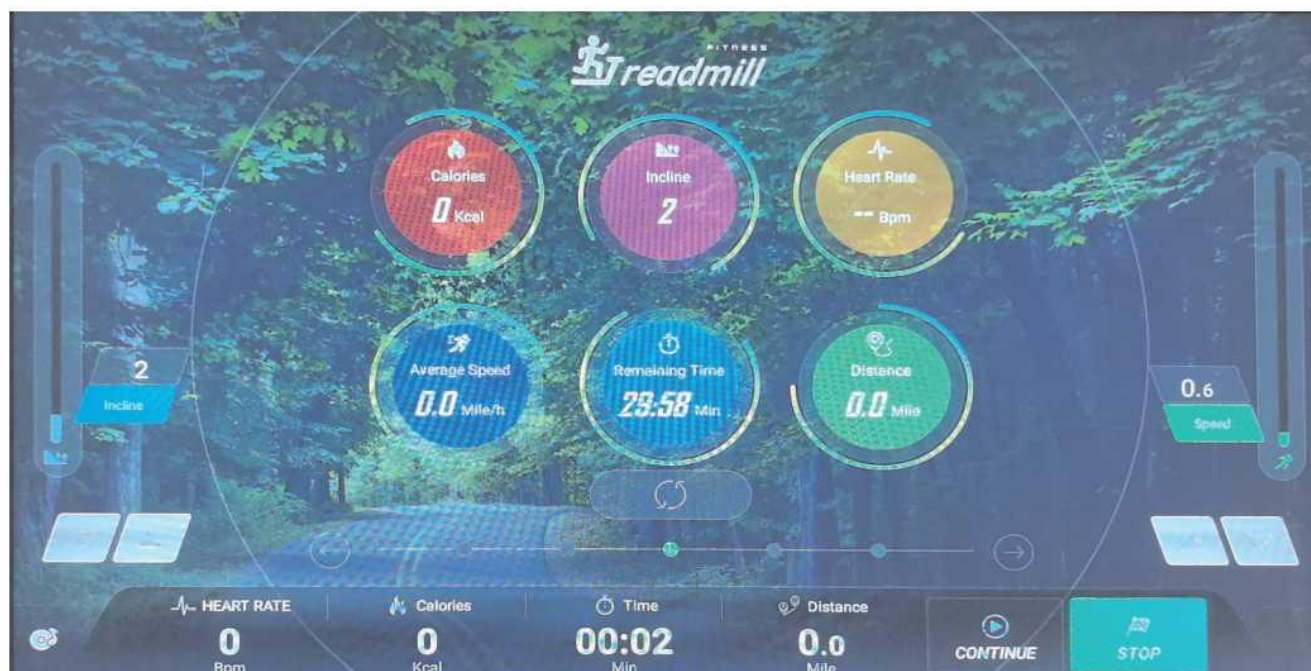 FITNESS
Treadmill
Calories
0 Kcal
Incline
2
Heart Rate
-- Bpm
Average Speed
0.0 Mile/h
Remaining Time
29:58 Min
Distance
0.0 Mile
2
Incline
0.6
Speed
HEART RATE
0
Bpm
Calories
0
Kcal
Time
00:02
Min
Distance
0.0
Mile
CONTINUE
STOP